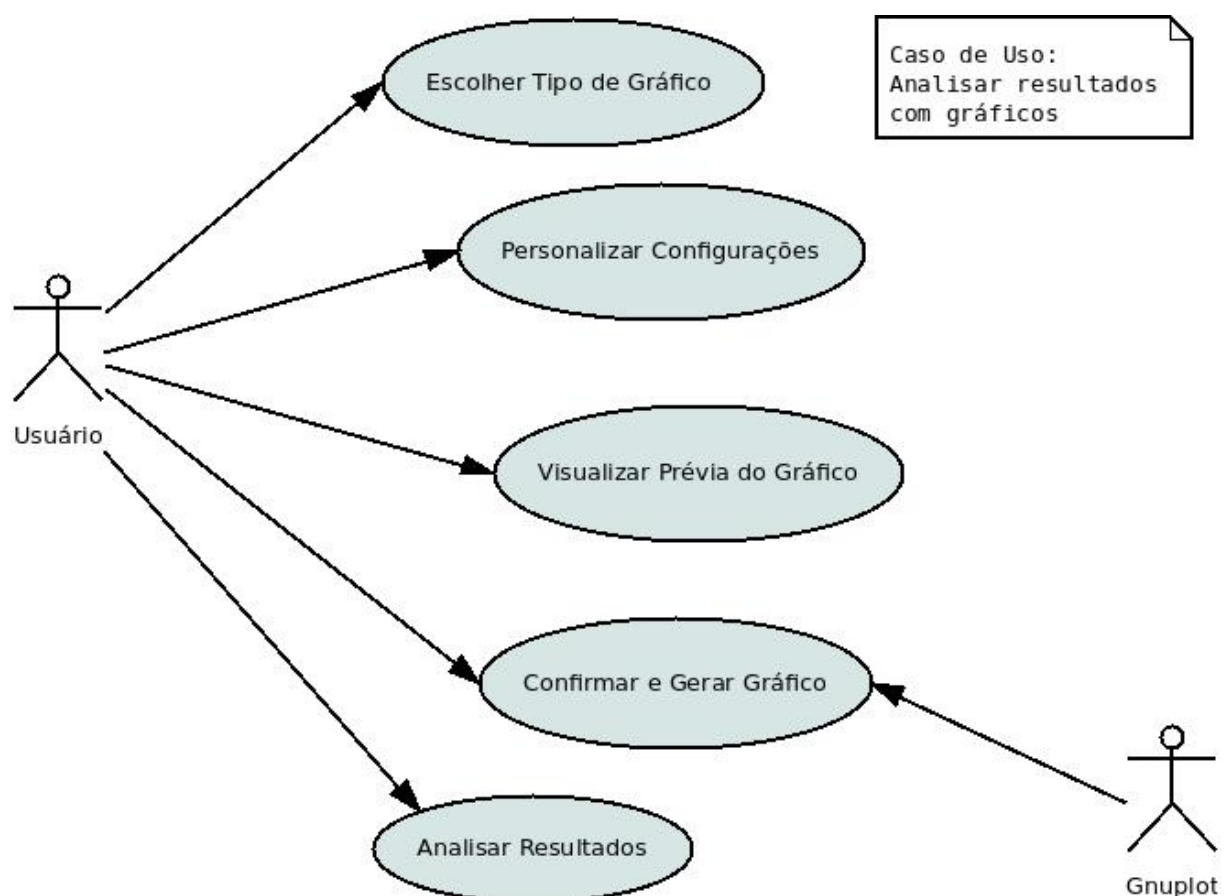 Escolher Tipo de Gráfico
Caso de Uso:
Analisar resultados
com gráficos
Personalizar Configurações
Usuário
Visualizar Prévia do Gráfico
Confirmar e Gerar Gráfico
Analisar Resultados
Gnuplot